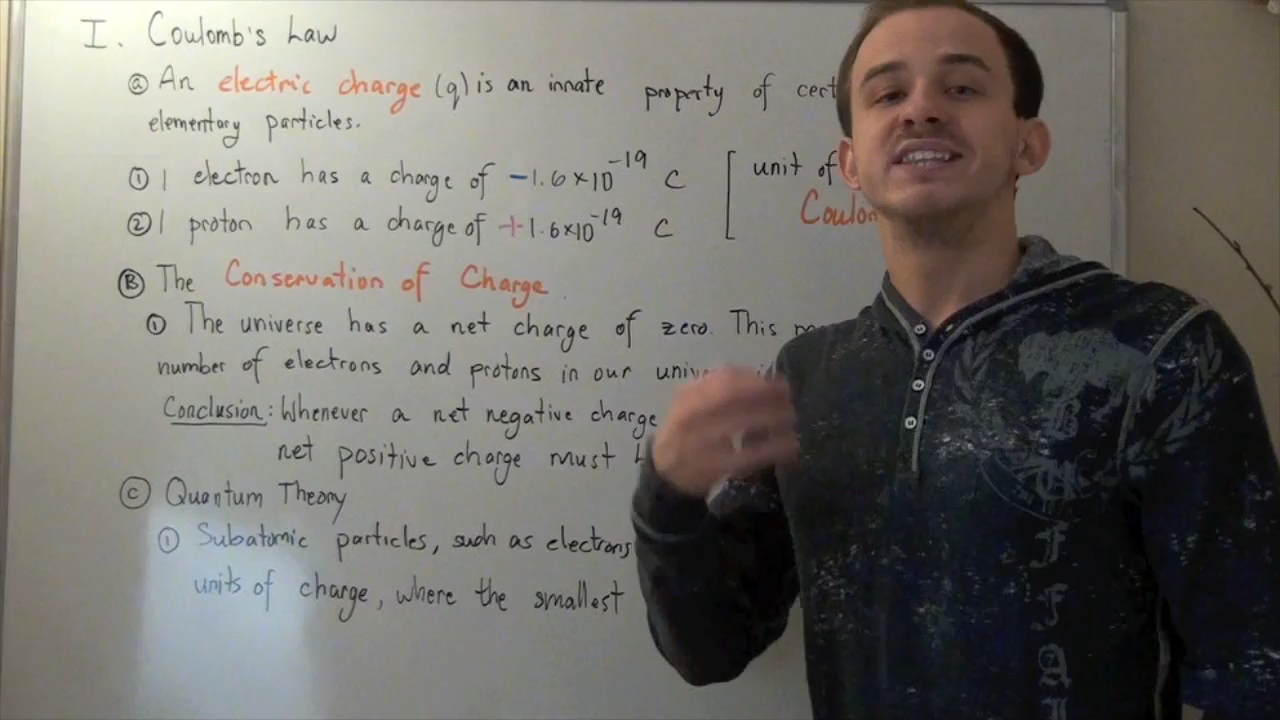 I. Coulomb's Law
ⓐ An electric charge (q) is an innate property of
elementary particles.
① 1 electron has a charge of -1.6×10⁻¹⁹ C [ unit of
② 1 proton has a charge of +1.6×10⁻¹⁹ C
Ⓑ The Conservation of Charge.
① The universe has a net charge of zero. This
number of electrons and protons in our
Conclusion: Whenever a net negative charge
net positive charge must
Ⓒ Quantum Theory
① Subatomic particles, such as electrons
units of charge, where the smallest